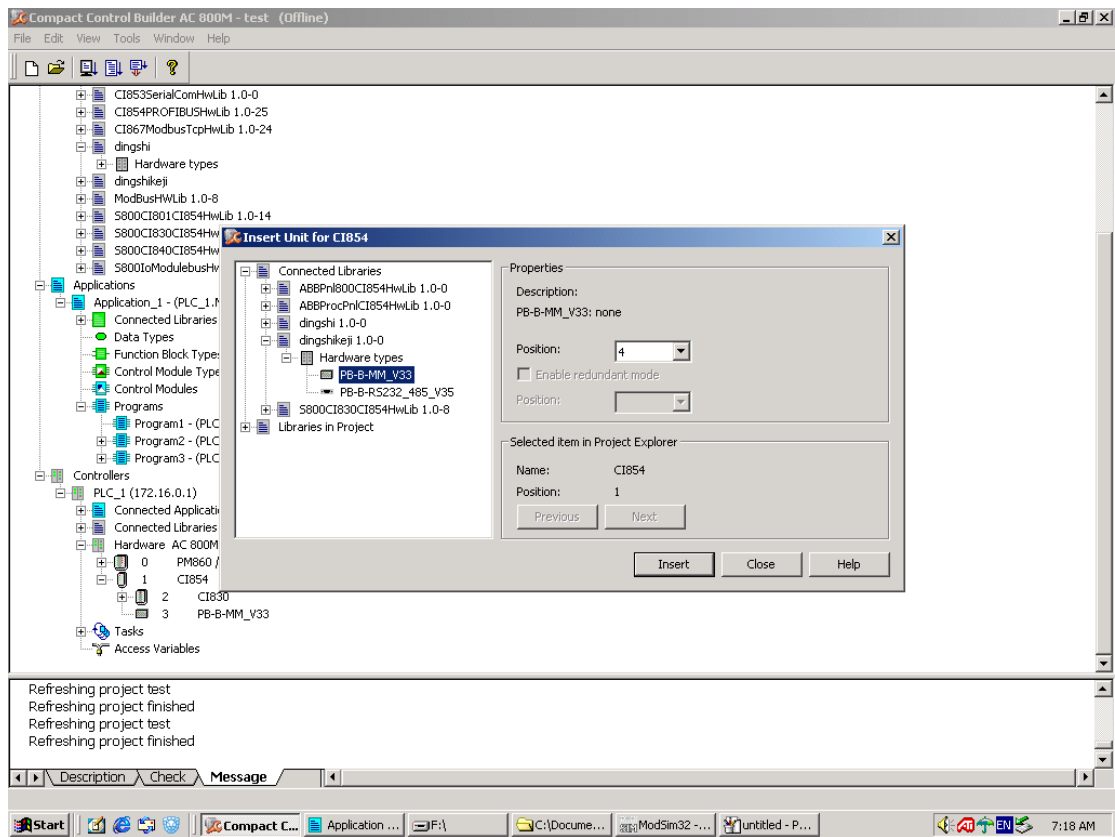 Compact Control Builder AC 800M - test (Offline)
File Edit View Tools Window Help
CI853SerialComHwLib 1.0-0
CI854PROFIBUSHwLib 1.0-25
CI867ModbusTcpHwLib 1.0-24
dingshi
Hardware types
dingshikeji
ModBusHWLib 1.0-8
S800CI801CI854HwLib 1.0-14
S800CI830CI854Hw
S800CI840CI854Hw
S800IoModulebusHw
Applications
Application_1 - (PLC_1.M
Connected Libraries
Data Types
Function Block Type
Control Module Type
Control Modules
Programs
Program1 - (PLC
Program2 - (PLC
Program3 - (PLC
Controllers
PLC_1 (172.16.0.1)
Connected Applicati
Connected Libraries
Hardware AC 800M
0 PM860 /
1 CI854
2 CI830
3 PB-B-MM_V33
Tasks
Access Variables
Insert Unit for CI854
Connected Libraries
ABBPnl800CI854HwLib 1.0-0
ABBProcPnlCI854HwLib 1.0-0
dingshi 1.0-0
dingshikeji 1.0-0
Hardware types
PB-B-MM_V33
PB-B-RS232_485_V35
S800CI830CI854HwLib 1.0-8
Libraries in Project
Properties
Description:
PB-B-MM_V33: none
Position: 4
Enable redundant mode
Position:
Selected item in Project Explorer
Name: CI854
Position: 1
Previous Next
Insert Close Help
Refreshing project test
Refreshing project finished
Refreshing project test
Refreshing project finished
Description Check Message
Start Compact C... Application ... F:\ C:\Docume... ModSim32 -... untitled - P... EN 7:18 AM